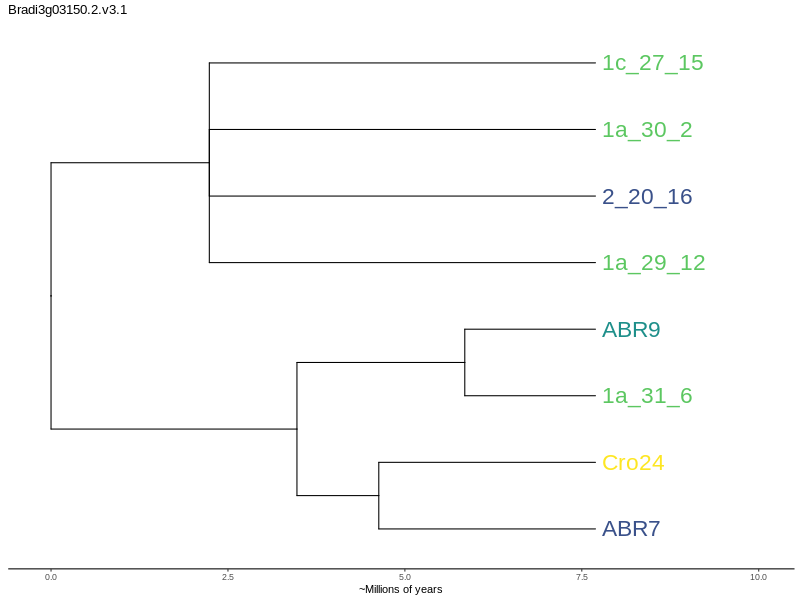 Bradi3g03150.2.v3.1
1c_27_15
1a_30_2
2_20_16
1a_29_12
ABR9
1a_31_6
Cro24
ABR7
0.0 2.5 5.0 7.5 10.0
~Millions of years